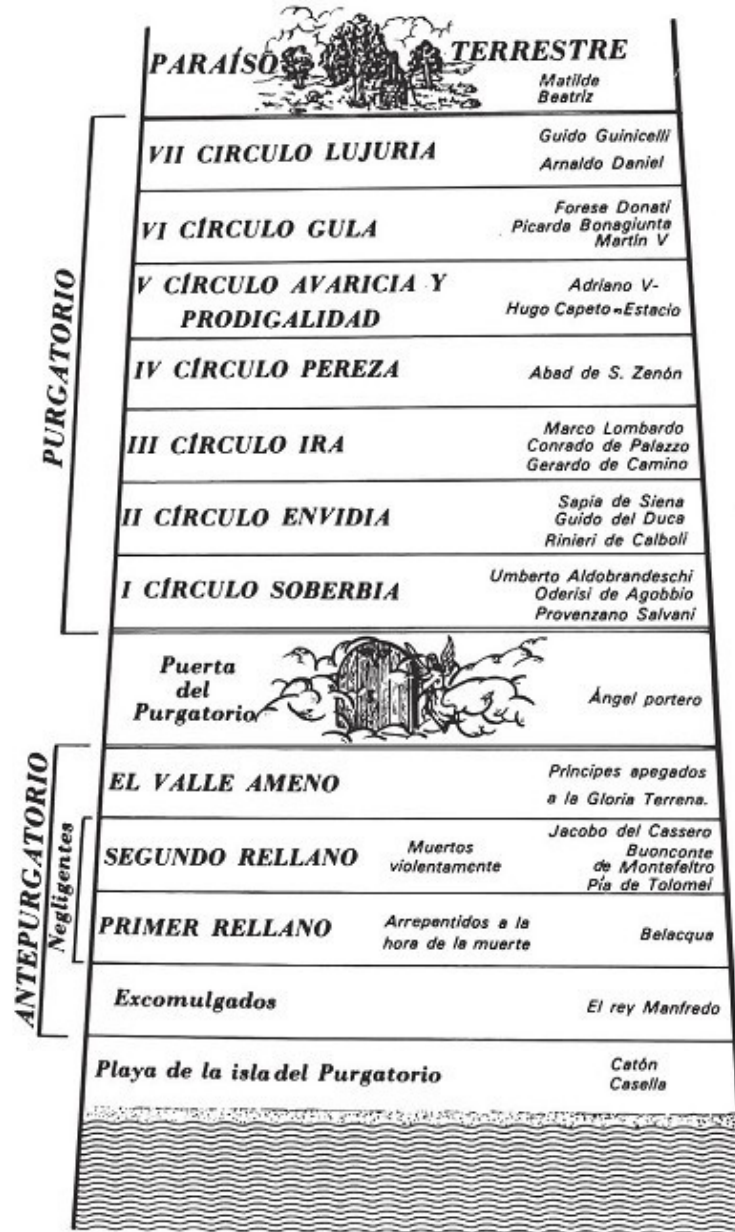 PARAÍSO TERRESTRE
Matilde
Beatriz
PURGATORIO
VII CIRCULO LUJURIA
Guido Guinicelli
Arnaldo Daniel
VI CÍRCULO GULA
Forese Donati
Picarda Bonagiunta
Martín V
V CÍRCULO AVARICIA Y
PRODIGALIDAD
Adriano V-
Hugo Capeto-Estacio
IV CÍRCULO PEREZA
Abad de S. Zenón
III CÍRCULO IRA
Marco Lombardo
Conrado de Palazzo
Gerardo de Camino
II CÍRCULO ENVIDIA
Sapia de Siena
Guido del Duca
Rinieri de Calboli
I CÍRCULO SOBERBIA
Umberto Aldobrandeschi
Oderisi de Agobbio
Provenzano Salvani
Puerta
del
Purgatorio
Ángel portero
ANTEPURGATORIO
EL VALLE AMENO
Príncipes apegados
a la Gloria Terrena.
Negligentes
SEGUNDO RELLANO
Muertos
violentamente
Jacobo del Cassero
Buonconte
de Montefeltro
Pía de Tolomei
PRIMER RELLANO
Arrepentidos a la
hora de la muerte
Belacqua
Excomulgados
El rey Manfredo
Playa de la isla del Purgatorio
Catón
Casella